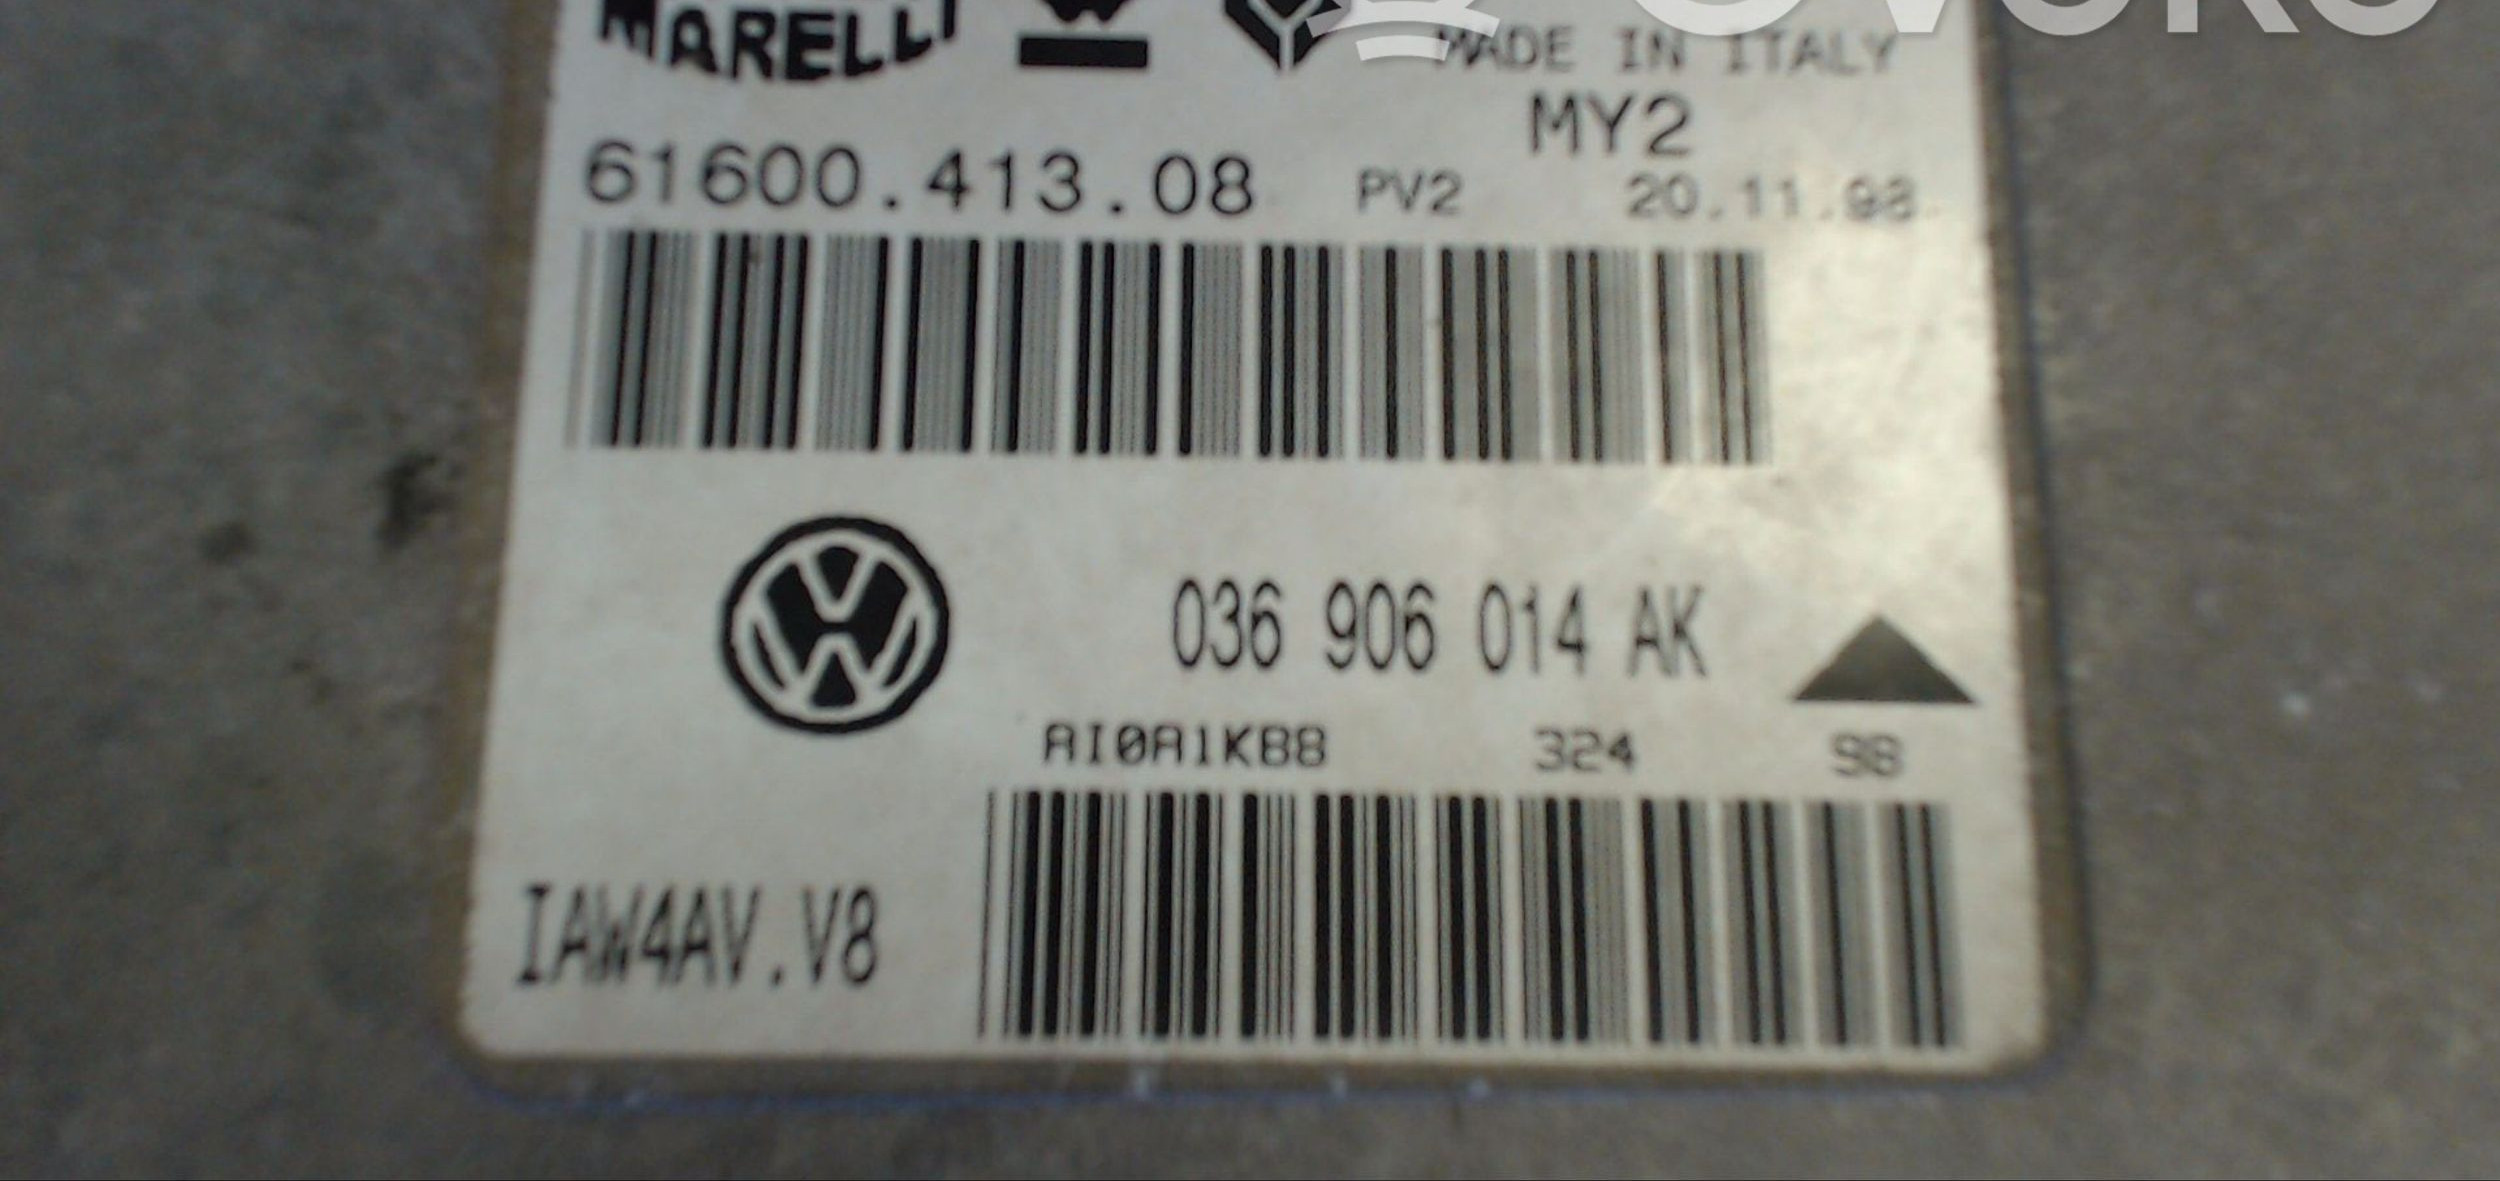 MARELLI
MADE IN ITALY
MY2
61600.413.08 PV2 20.11.98
036 906 014 AK
AI0A1KB8 324 98
IAW4AV.V8